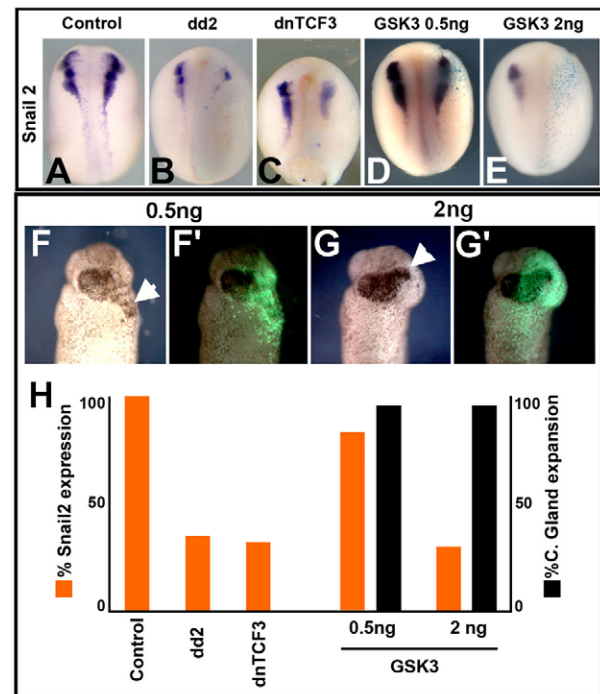 Control dd2 dnTCF3 GSK3 0.5ng GSK3 2ng
Snail 2
A B C D E
0.5ng 2ng
F F' G G'
H
100 100
50 50
0 0
% Snail2 expression
%C. Gland expansion
Control dd2 dnTCF3 0.5ng 2 ng
GSK3